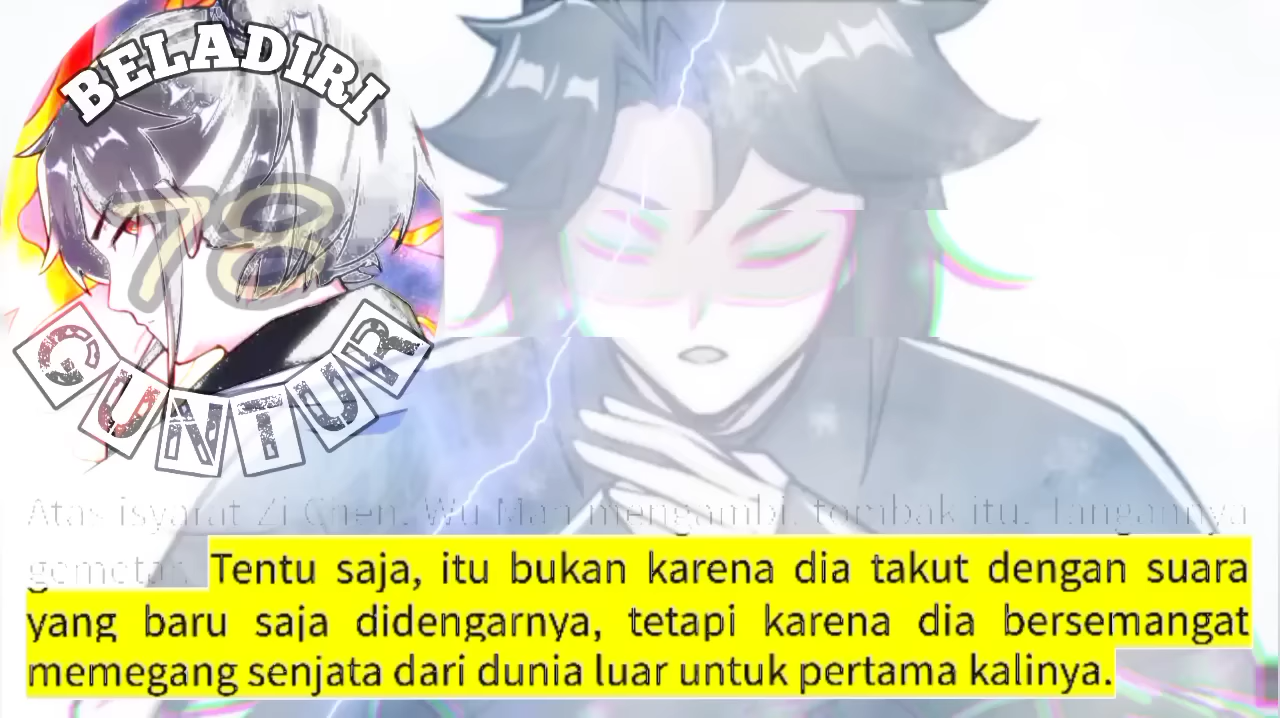 BELADIRI
78
GUNTUR
Atas isyarat Zi Chen, Wu Man mengambil tombak itu. Tangannya
gemetar. Tentu saja, itu bukan karena dia takut dengan suara
yang baru saja didengarnya, tetapi karena dia bersemangat
memegang senjata dari dunia luar untuk pertama kalinya.